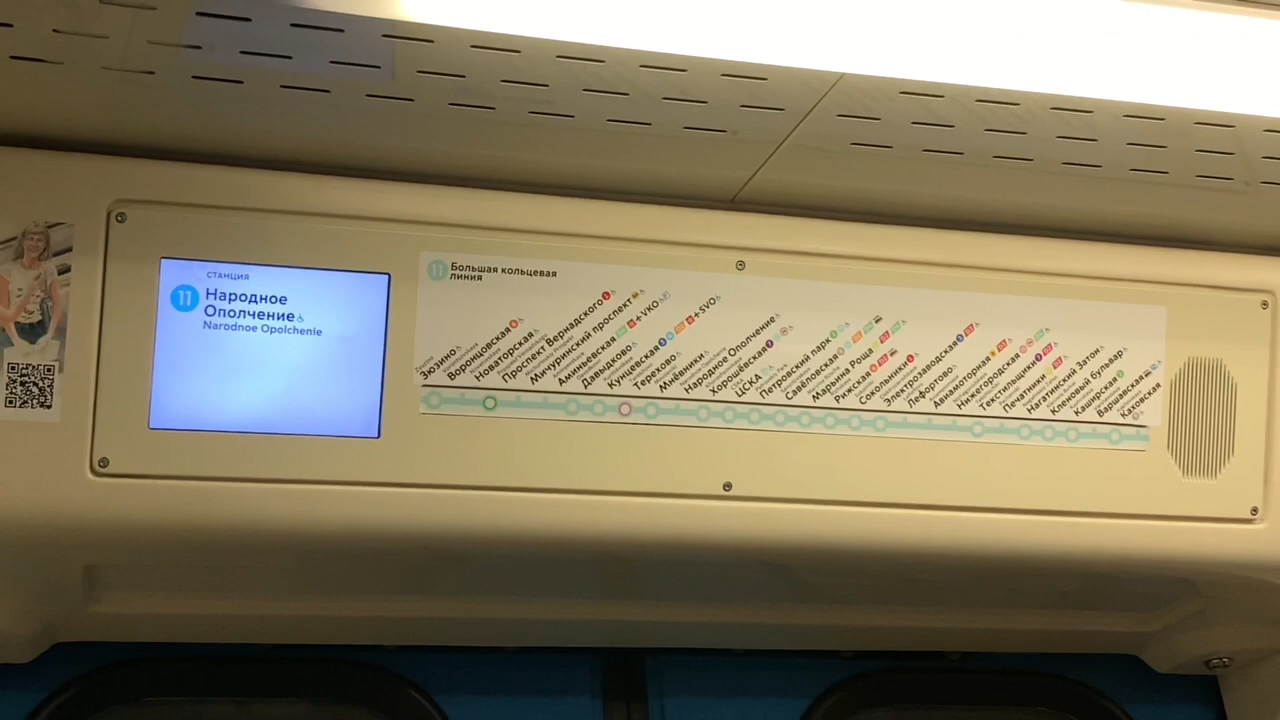 СТАНЦИЯ
11
Народное
Ополчение
Narodnoe Opolchenie
11 Большая кольцевая
линия
Зюзино
Воронцовская
Новаторская
Проспект Вернадского
Мичуринский проспект
Аминьевская +VKO
Давыдково
Кунцевская +SVO
Терехово
Мнёвники
Народное Ополчение
Хорошёвская
ЦСКА
Петровский парк
Савёловская
Марьина Роща
Рижская
Сокольники
Электрозаводская
Лефортово
Авиамоторная
Нижегородская
Текстильщики
Печатники
Нагатинский Затон
Кленовый бульвар
Каширская
Варшавская
Каховская